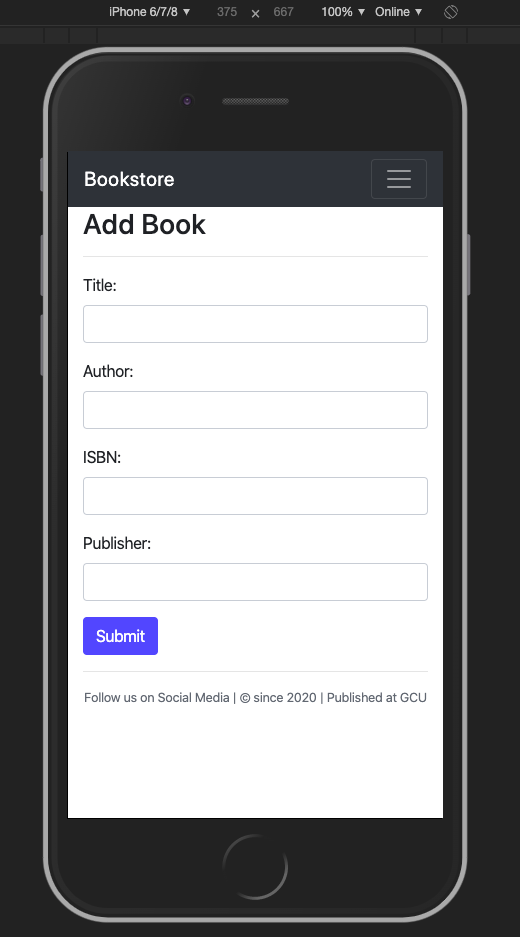 iPhone 6/7/8 ▼ 375 × 667 100% ▼ Online ▼
Bookstore
Add Book
Title:
Author:
ISBN:
Publisher:
Submit
Follow us on Social Media | © since 2020 | Published at GCU